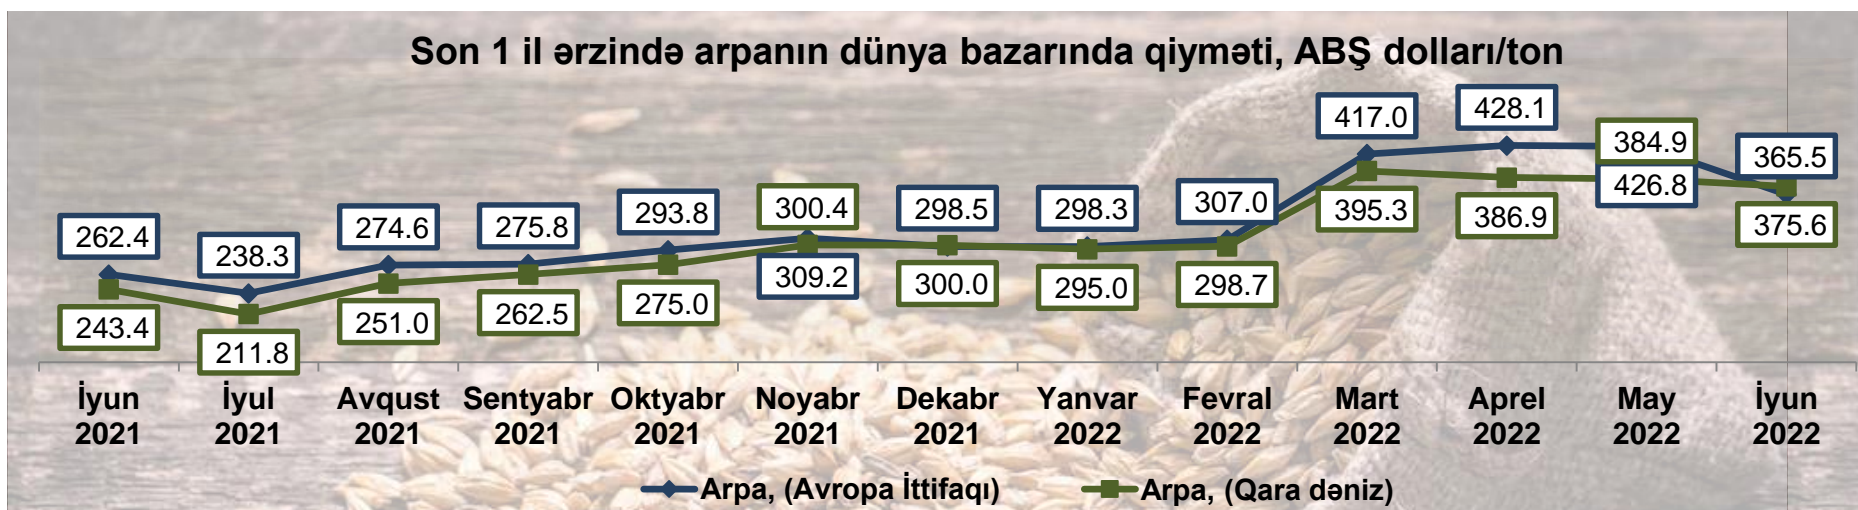 Son 1 il ərzində arpanın dünya bazarında qiyməti, ABŞ dolları/ton
262.4 238.3 274.6 275.8 293.8 300.4 298.5 298.3 307.0 417.0 428.1 384.9 365.5
243.4 211.8 251.0 262.5 275.0 309.2 300.0 295.0 298.7 395.3 386.9 426.8 375.6
İyun İyul Avqust Sentyabr Oktyabr Noyabr Dekabr Yanvar Fevral Mart Aprel May İyun
2021 2021 2021 2021 2021 2021 2021 2022 2022 2022 2022 2022 2022
Arpa, (Avropa İttifaqı) Arpa, (Qara dəniz)